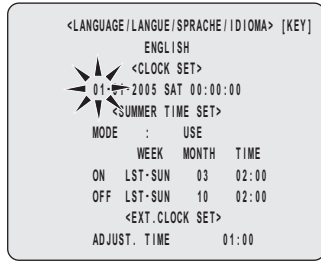 <LANGUAGE/LANGUE/SPRACHE/IDIOMA> [KEY]
ENGLISH
<CLOCK SET>
01-01-2005 SAT 00:00:00
<SUMMER TIME SET>
MODE : USE
WEEK MONTH TIME
ON LST-SUN 03 02:00
OFF LST-SUN 10 02:00
<EXT.CLOCK SET>
ADJUST. TIME 01:00